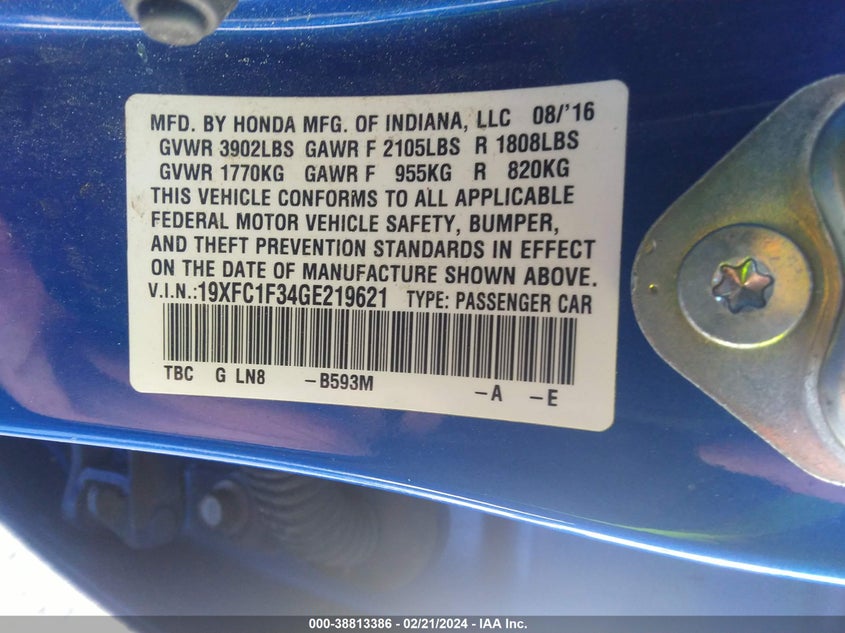 MFD. BY HONDA MFG. OF INDIANA, LLC 08/'16
GVWR 3902LBS GAWR F 2105LBS R 1808LBS
GVWR 1770KG GAWR F 955KG R 820KG
THIS VEHICLE CONFORMS TO ALL APPLICABLE
FEDERAL MOTOR VEHICLE SAFETY, BUMPER,
AND THEFT PREVENTION STANDARDS IN EFFECT
ON THE DATE OF MANUFACTURE SHOWN ABOVE.
V.I.N.:19XFC1F34GE219621 TYPE: PASSENGER CAR
TBC G LN8 –B593M –A –E
000-38813386 - 02/21/2024 - IAA Inc.